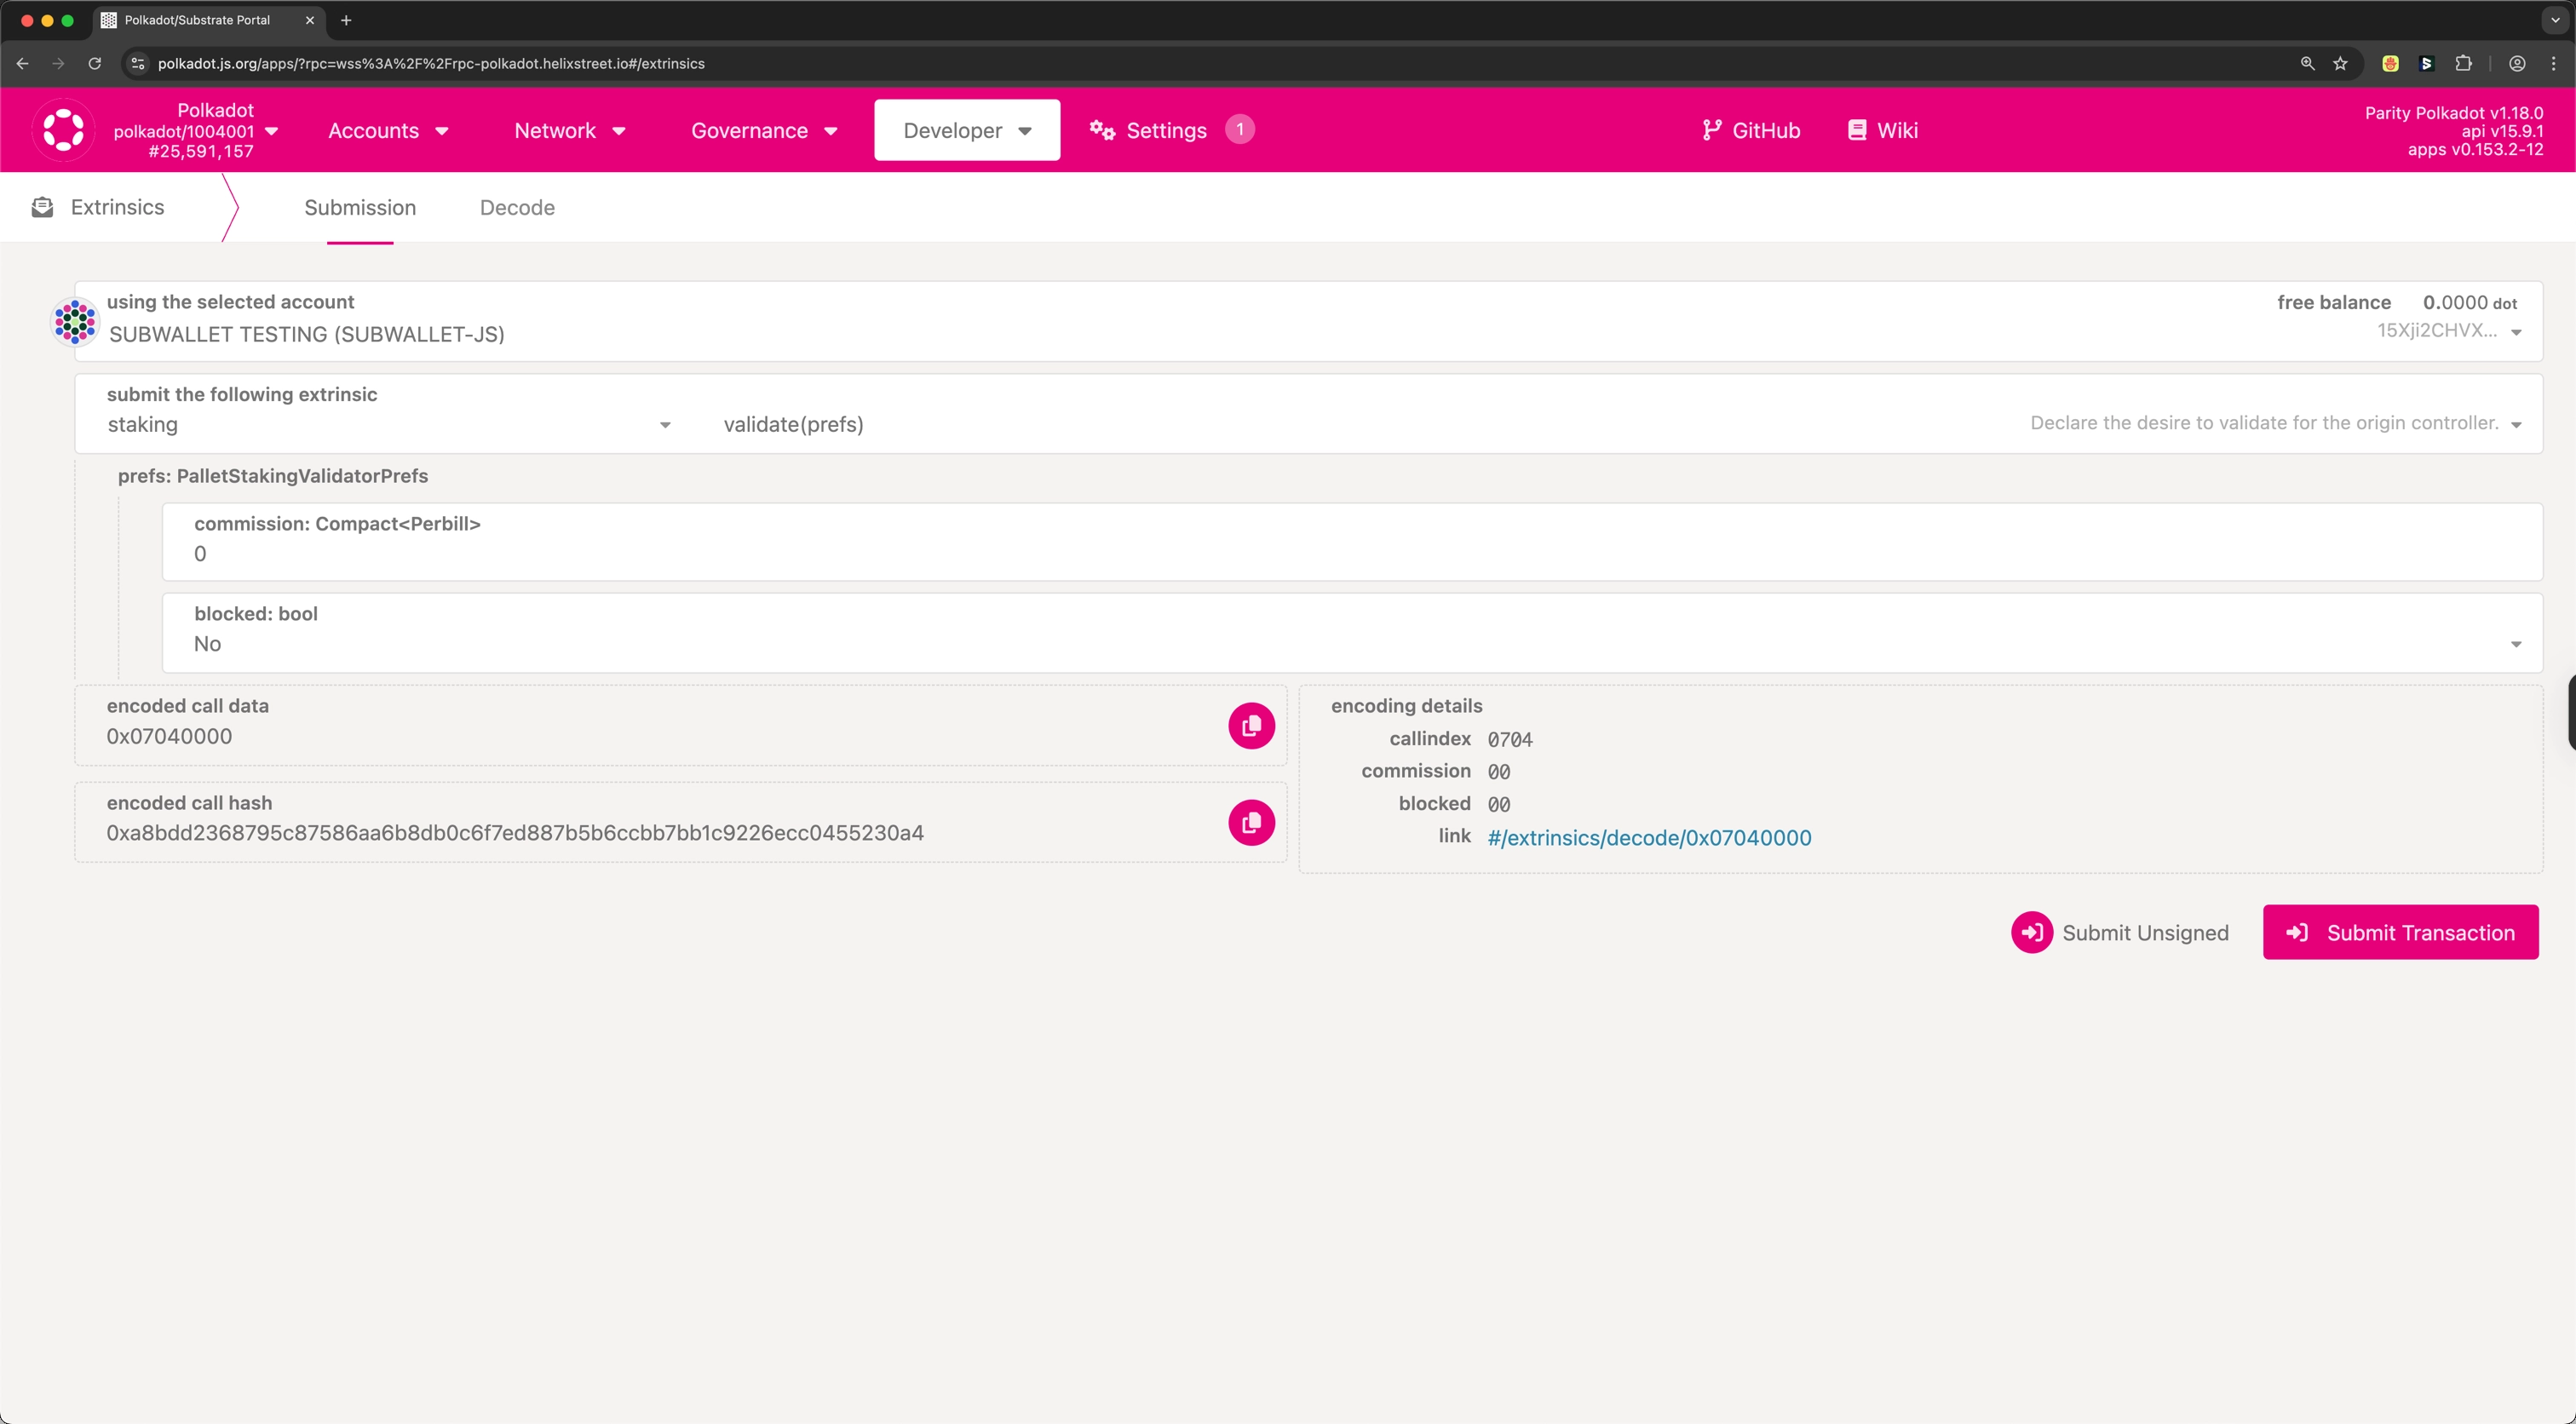 Polkadot/Substrate Portal
polkadot.js.org/apps/?rpc=wss%3A%2F%2Frpc-polkadot.helixstreet.io#/extrinsics
Polkadot
polkadot/1004001
#25,591,157
Accounts
Network
Governance
Developer
Settings
1
GitHub
Wiki
Parity Polkadot v1.18.0
api v15.9.1
apps v0.153.2-12
Extrinsics
Submission
Decode
using the selected account
SUBWALLET TESTING (SUBWALLET-JS)
free balance 0.0000 dot
15Xji2CHVX...
submit the following extrinsic
staking
validate(prefs)
Declare the desire to validate for the origin controller.
prefs: PalletStakingValidatorPrefs
commission: Compact<Perbill>
0
blocked: bool
No
encoded call data
0x07040000
encoded call hash
0xa8bdd2368795c87586aa6b8db0c6f7ed887b5b6ccbb7bb1c9226ecc0455230a4
encoding details
callindex 0704
commission 00
blocked 00
link #/extrinsics/decode/0x07040000
Submit Unsigned
Submit Transaction